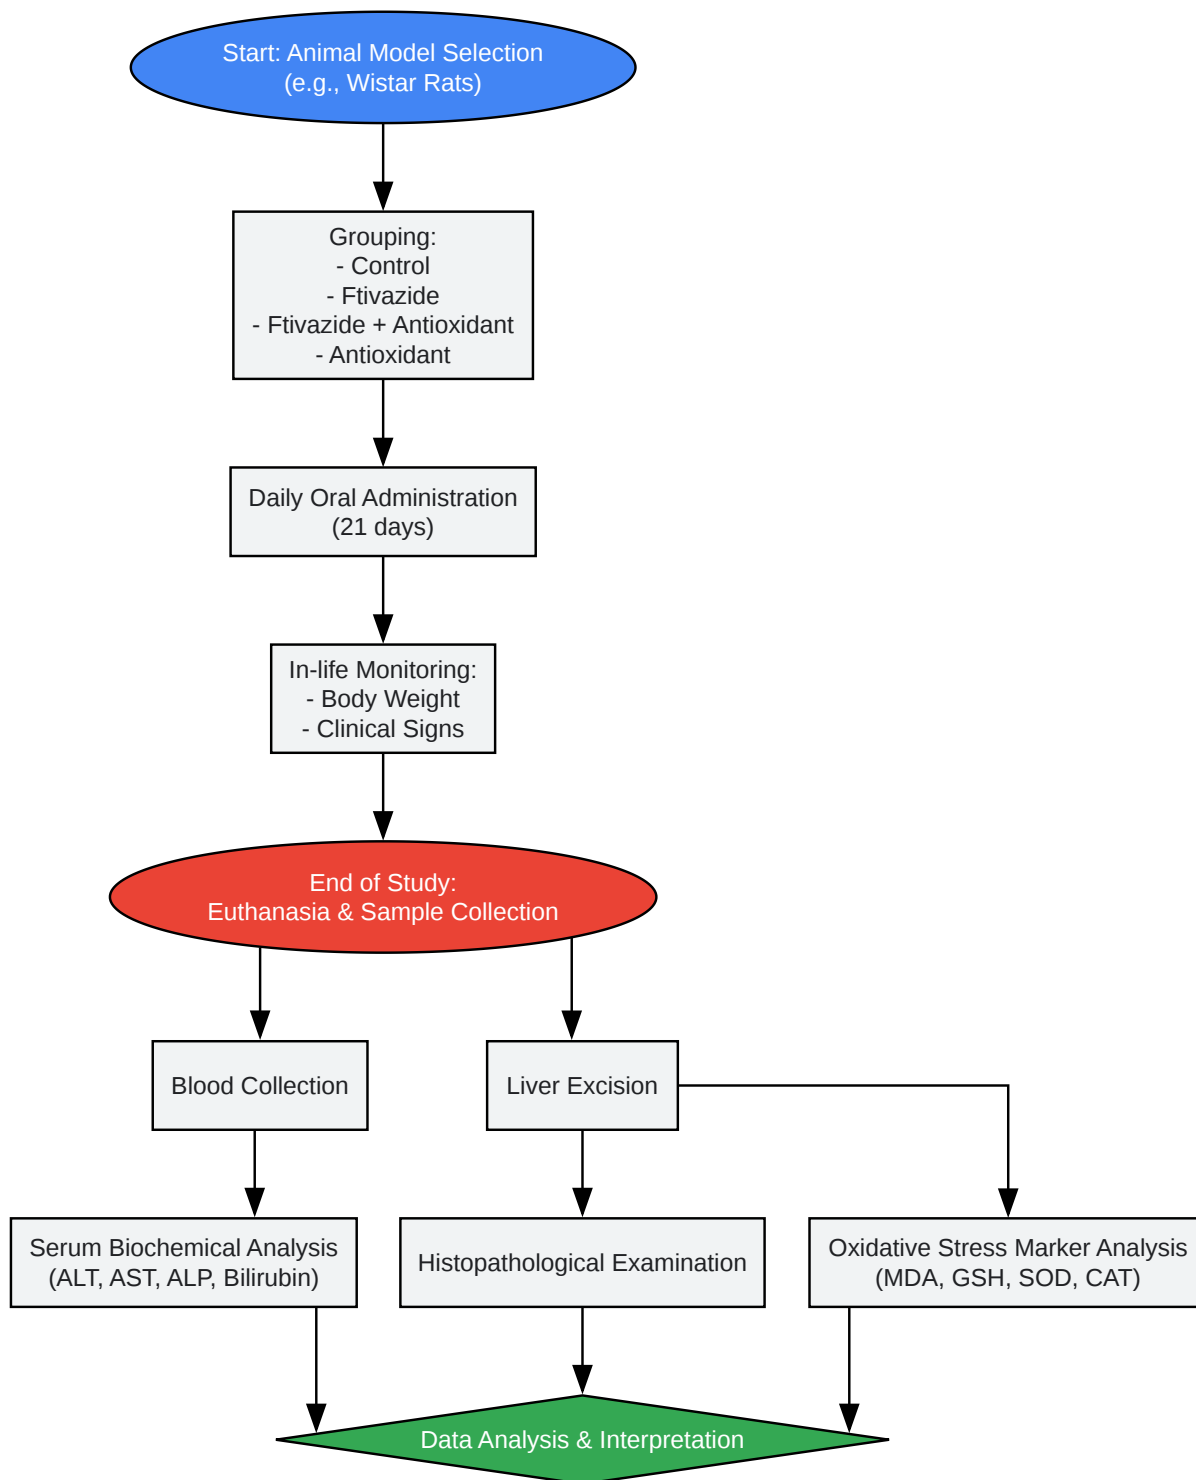 Start: Animal Model Selection
(e.g., Wistar Rats)
Grouping:
- Control
- Ftivazide
- Ftivazide + Antioxidant
- Antioxidant
Daily Oral Administration
(21 days)
In-life Monitoring:
- Body Weight
- Clinical Signs
End of Study:
Euthanasia & Sample Collection
Blood Collection
Liver Excision
Serum Biochemical Analysis
(ALT, AST, ALP, Bilirubin)
Histopathological Examination
Oxidative Stress Marker Analysis
(MDA, GSH, SOD, CAT)
Data Analysis & Interpretation